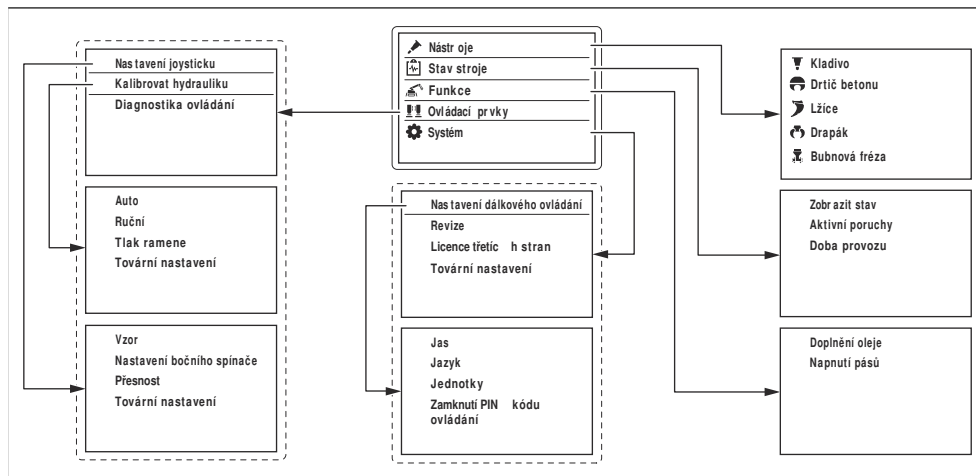 Nastavení joysticku
Kalibrovat hydrauliku
Diagnostika ovládání
Auto
Ruční
Tlak ramene
Tovární nastavení
Vzor
Nastavení bočního spínače
Přesnost
Tovární nastavení
Nástroje
Stav stroje
Funkce
Ovládací prvky
Systém
Nastavení dálkového ovládání
Revize
Licence třetích stran
Tovární nastavení
Jas
Jazyk
Jednotky
Zamknutí PIN kódu
ovládání
Kladivo
Drtič betonu
Lžíce
Drapák
Bubnová fréza
Zobrazit stav
Aktivní poruchy
Doba provozu
Doplnění oleje
Napnutí pásů